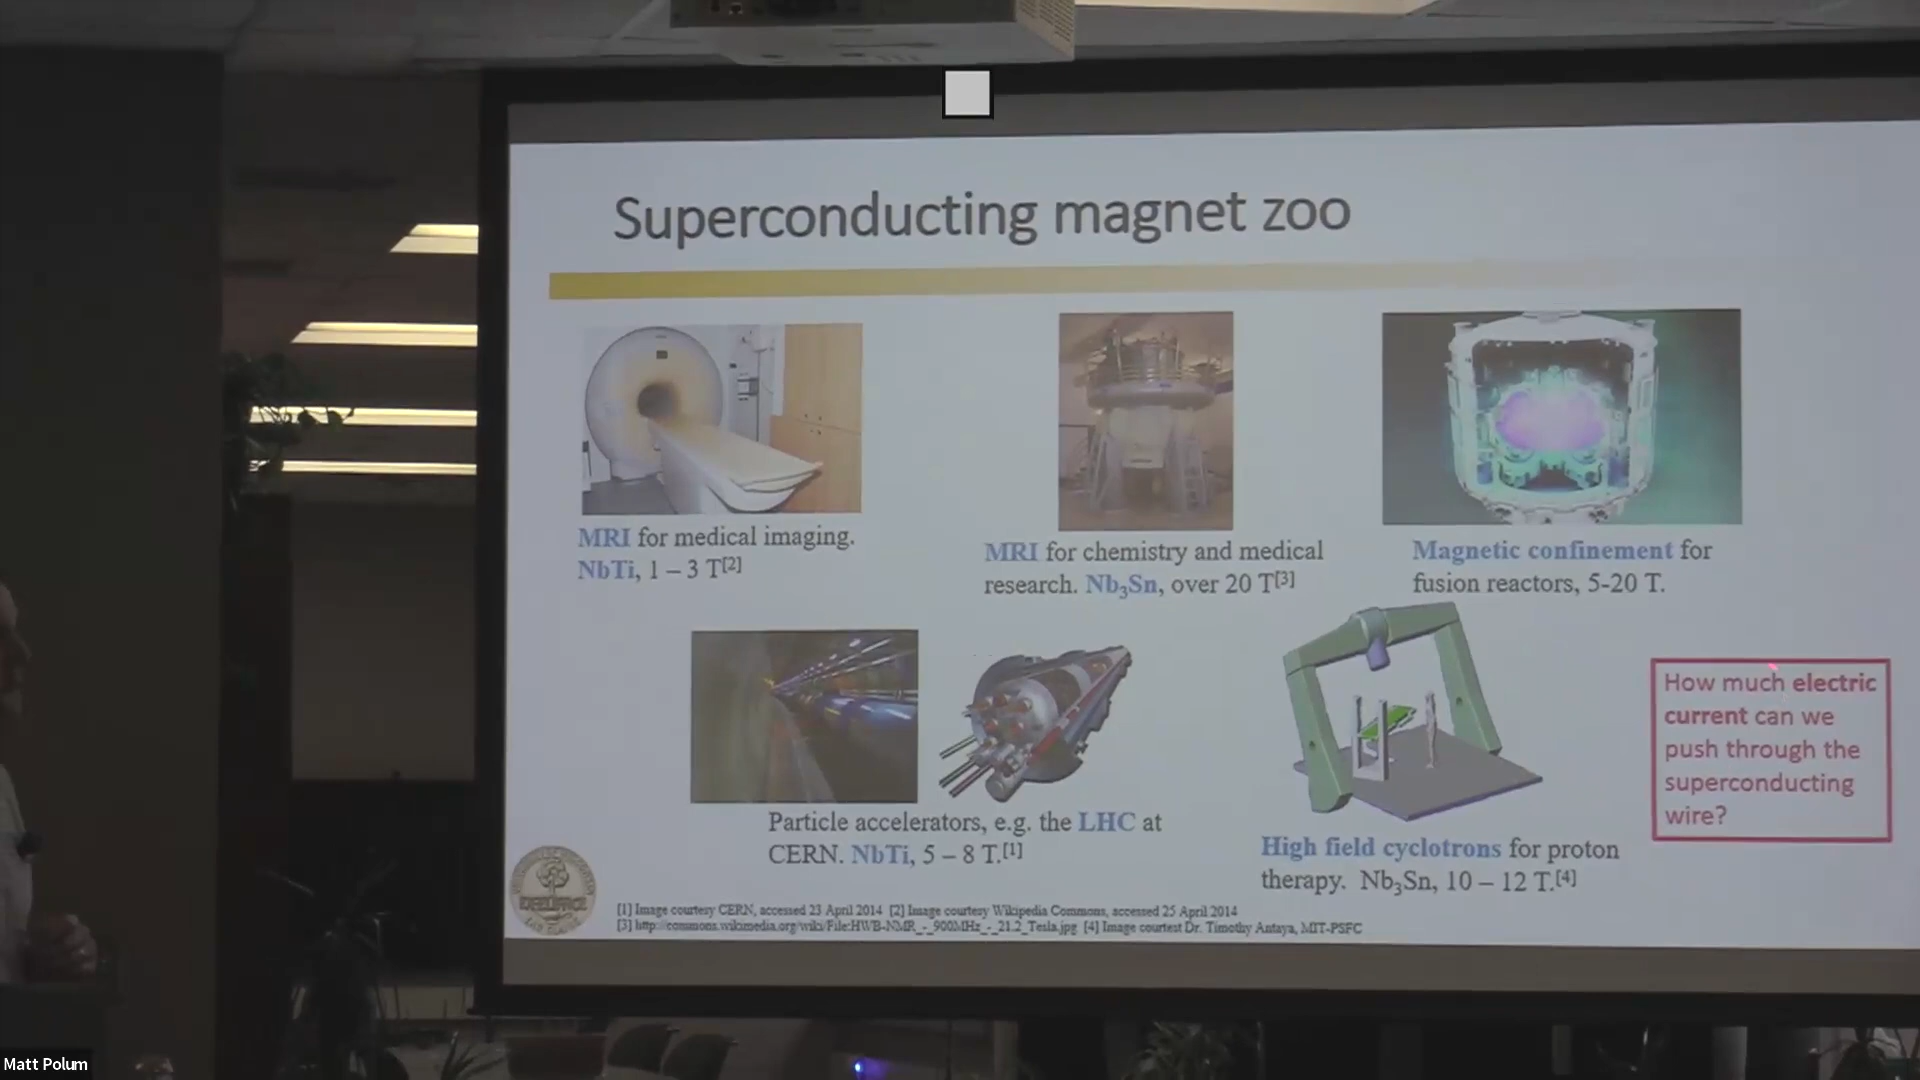 Superconducting magnet zoo
MRI for medical imaging.
NbTi, 1 – 3 T[2]
MRI for chemistry and medical
research. Nb3Sn, over 20 T[3]
Magnetic confinement for
fusion reactors, 5-20 T.
Particle accelerators, e.g. the LHC at
CERN. NbTi, 5 – 8 T.[1]
High field cyclotrons for proton
therapy. Nb3Sn, 10 – 12 T.[4]
How much electric
current can we
push through the
superconducting
wire?
[1] Image courtesy CERN, accessed 23 April 2014 [2] Image courtesy Wikipedia Commons, accessed 25 April 2014
[3] http://commons.wikimedia.org/wiki/File:HWB-NMR_-_900MHz_-_21.2_Tesla.jpg [4] Image courtest Dr. Timothy Antaya, MIT-PSFC
Matt Polum